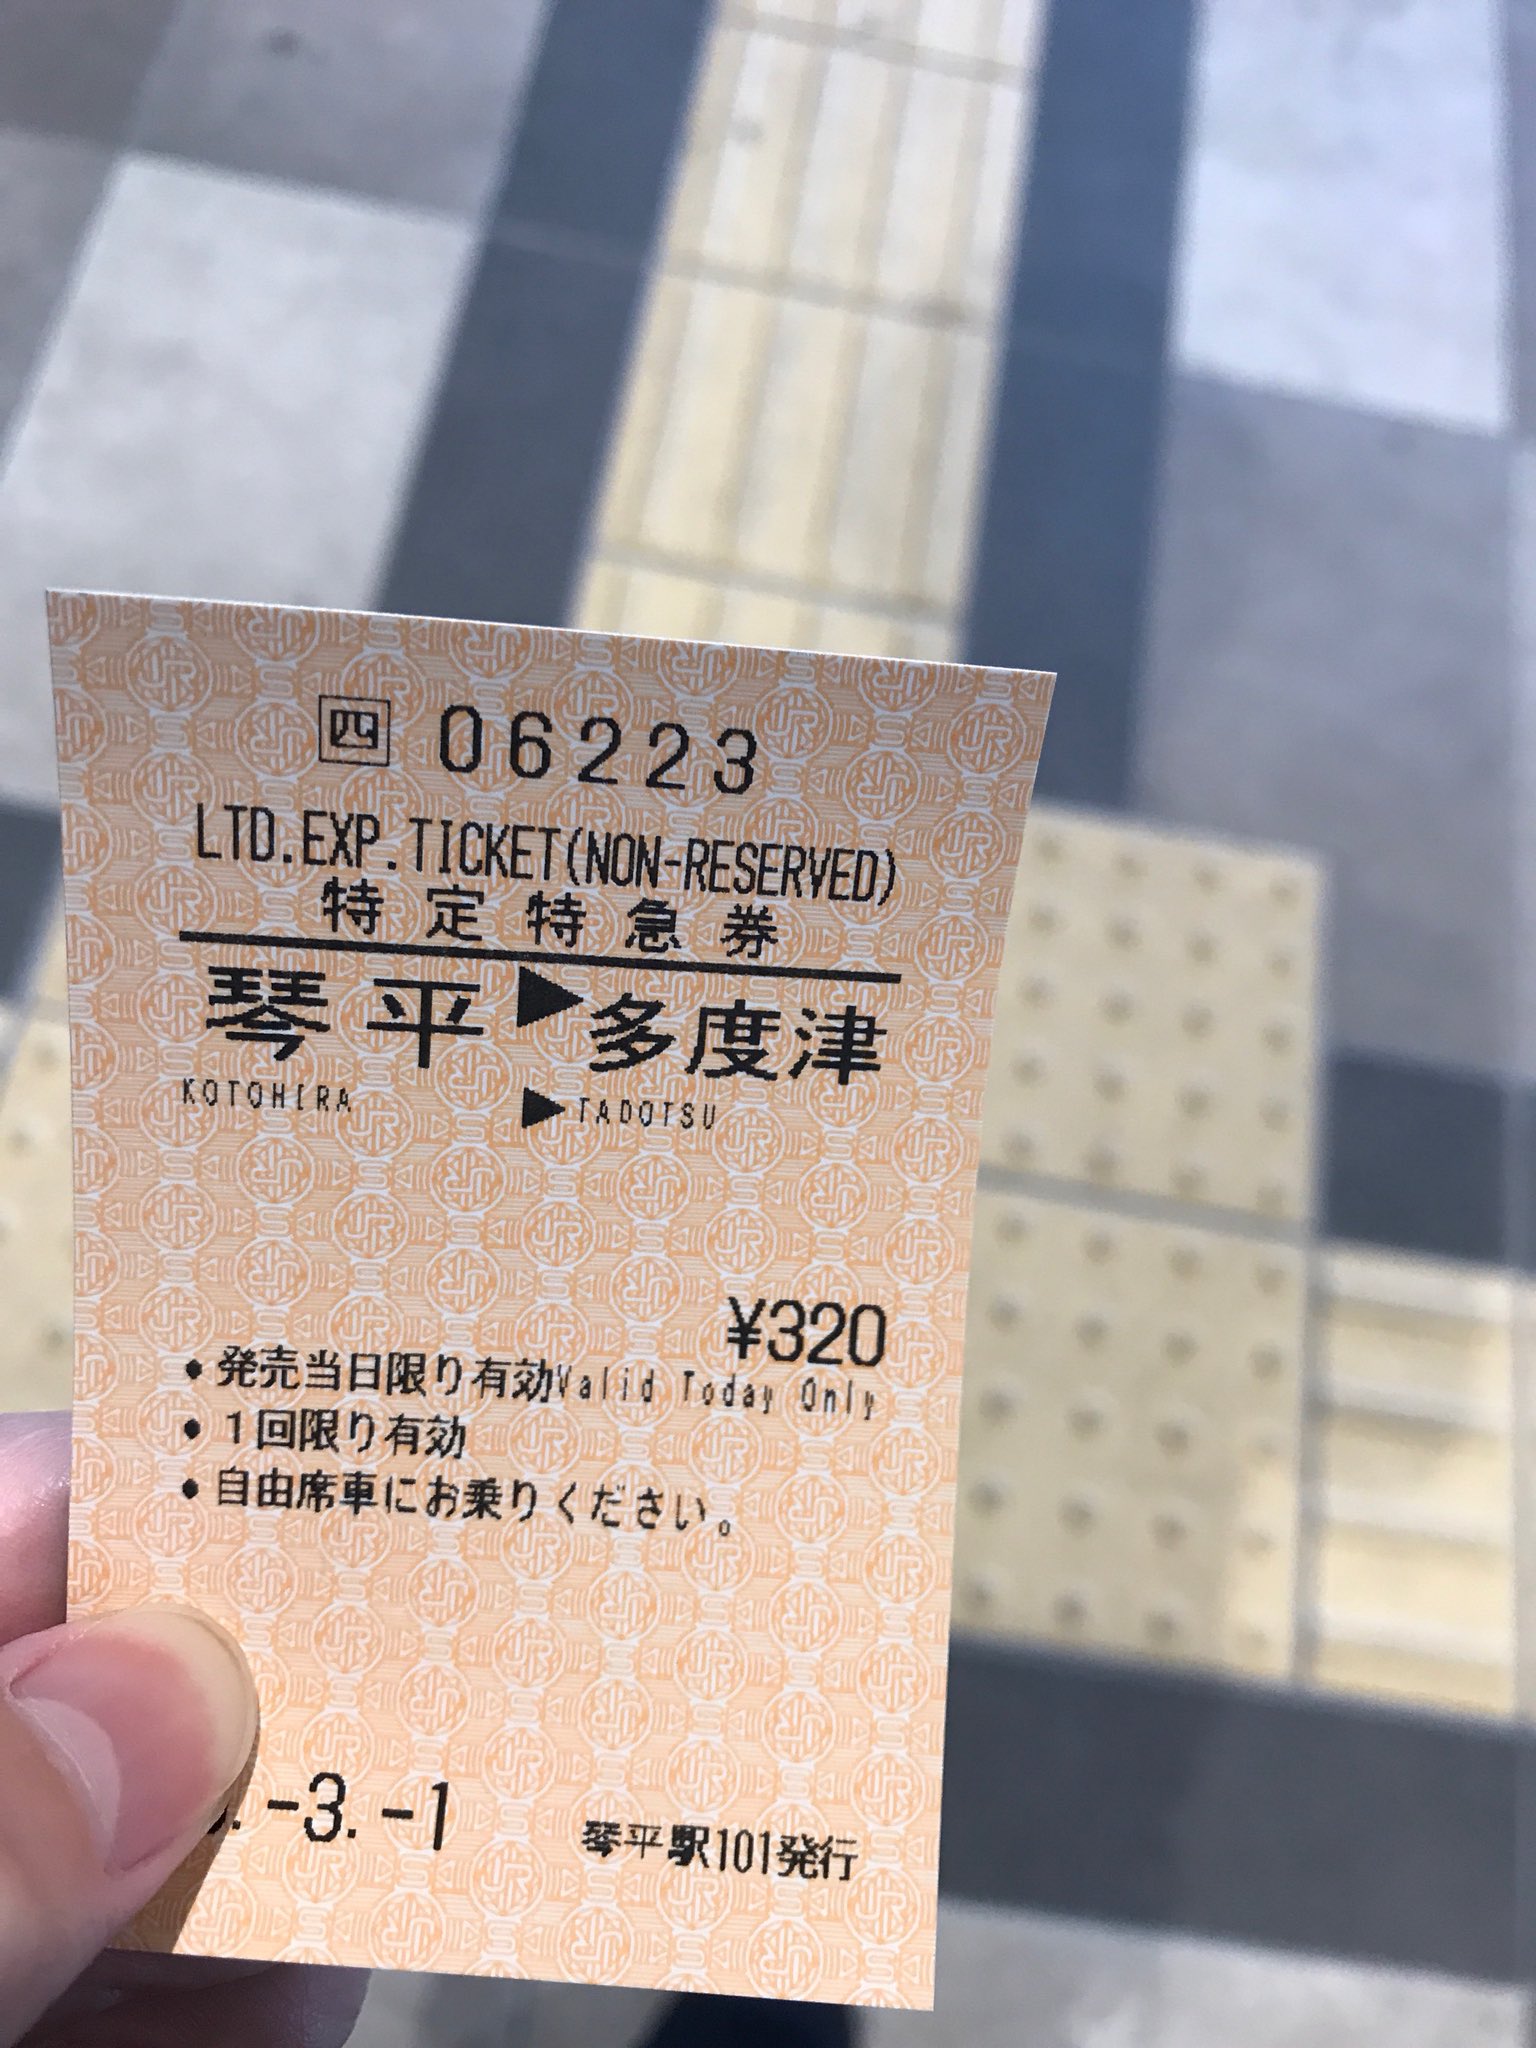 四 06223
LTD.EXP.TICKET(NON-RESERVED)
特定特急券
琴平▶多度津
KOTOHIRA ▶TADOTSU
¥320
•発売当日限り有効Valid Today Only
•1回限り有効
•自由席車にお乗りください。
.-3.-1 琴平駅101発行